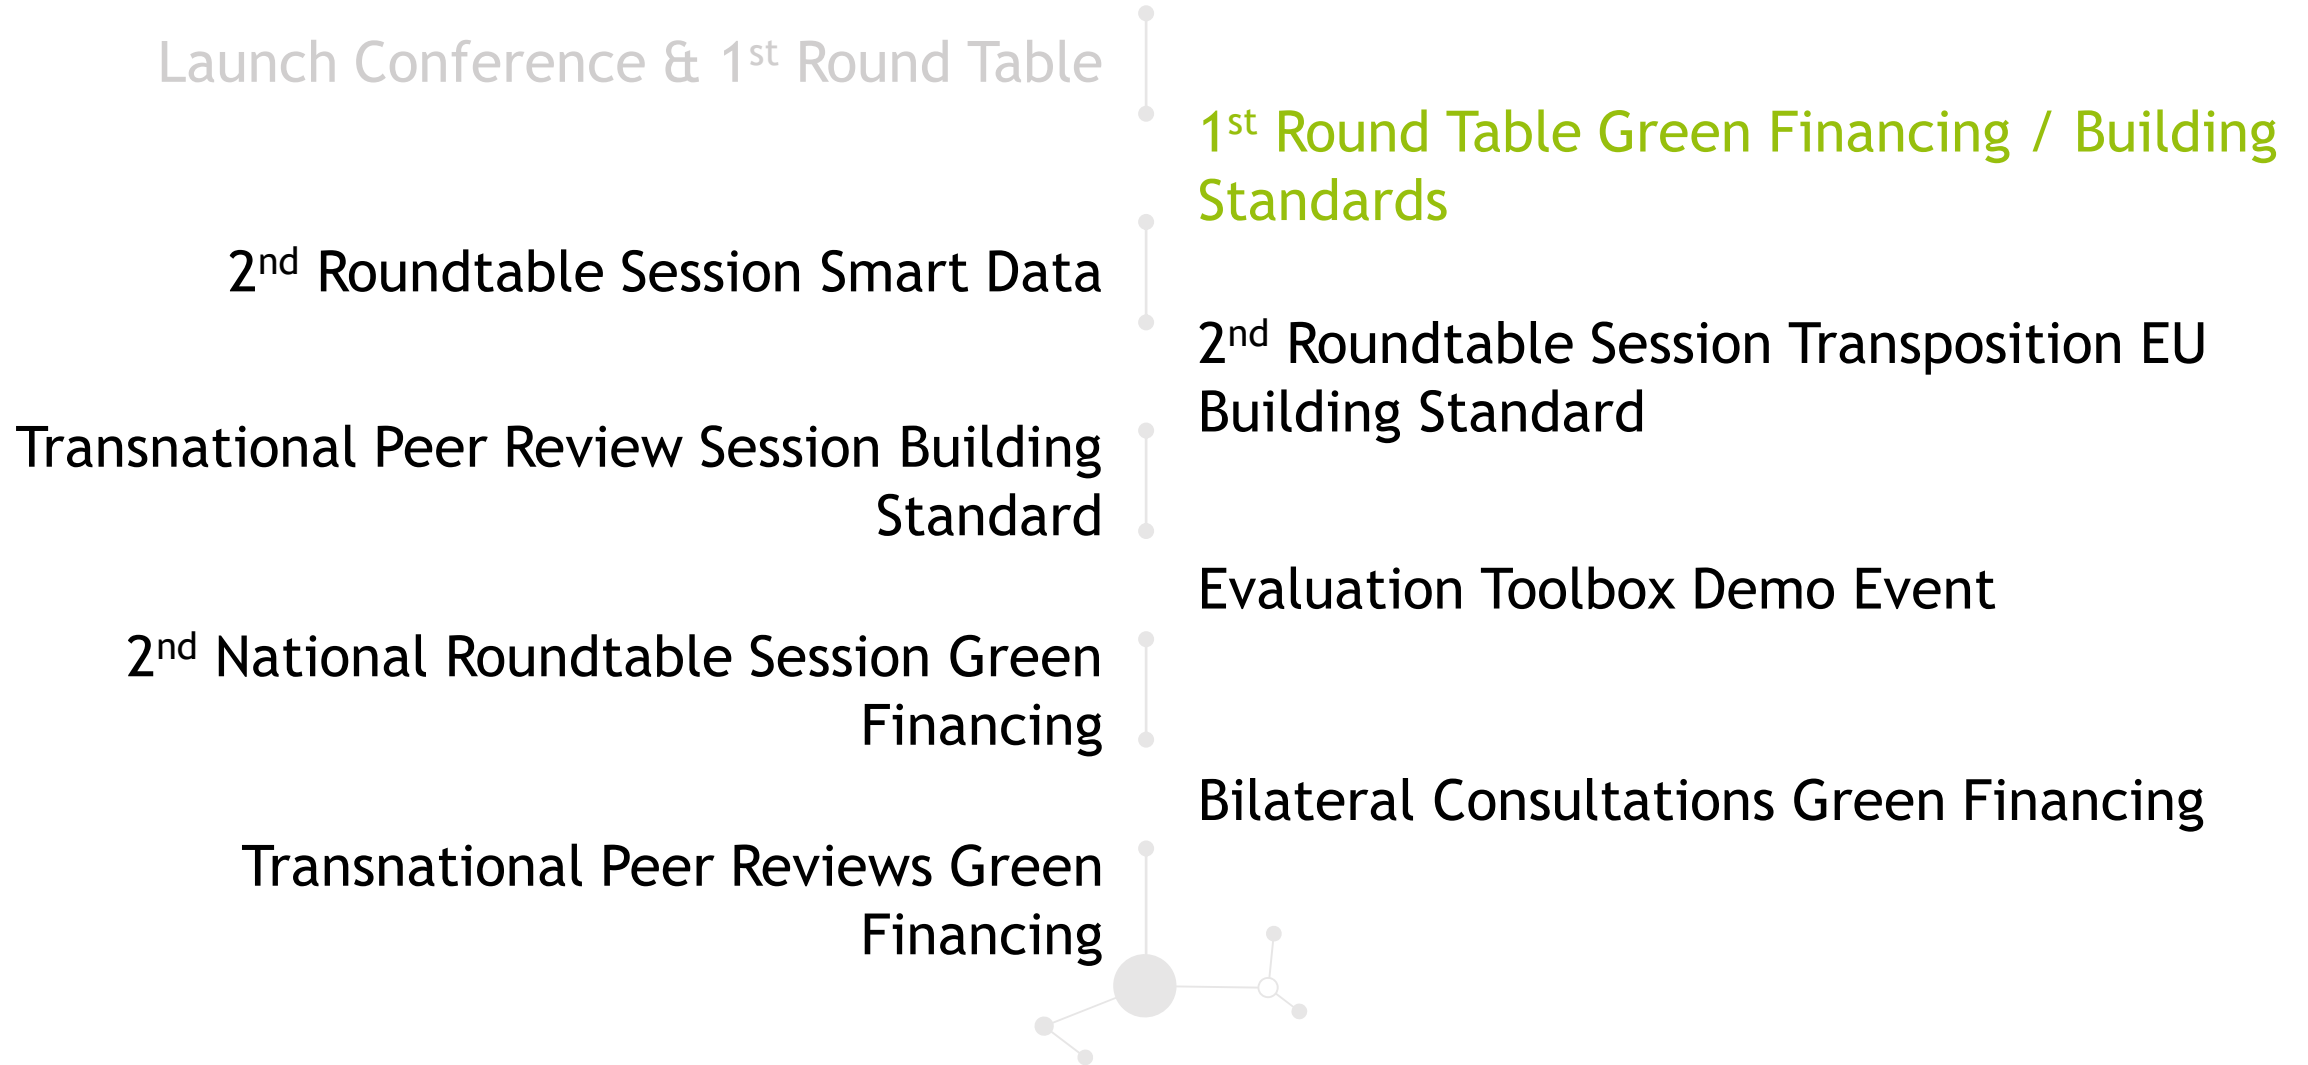 Launch Conference & 1st Round Table
1st Round Table Green Financing / Building
Standards
2nd Roundtable Session Smart Data
2nd Roundtable Session Transposition EU
Building Standard
Transnational Peer Review Session Building
Standard
Evaluation Toolbox Demo Event
2nd National Roundtable Session Green
Financing
Bilateral Consultations Green Financing
Transnational Peer Reviews Green
Financing